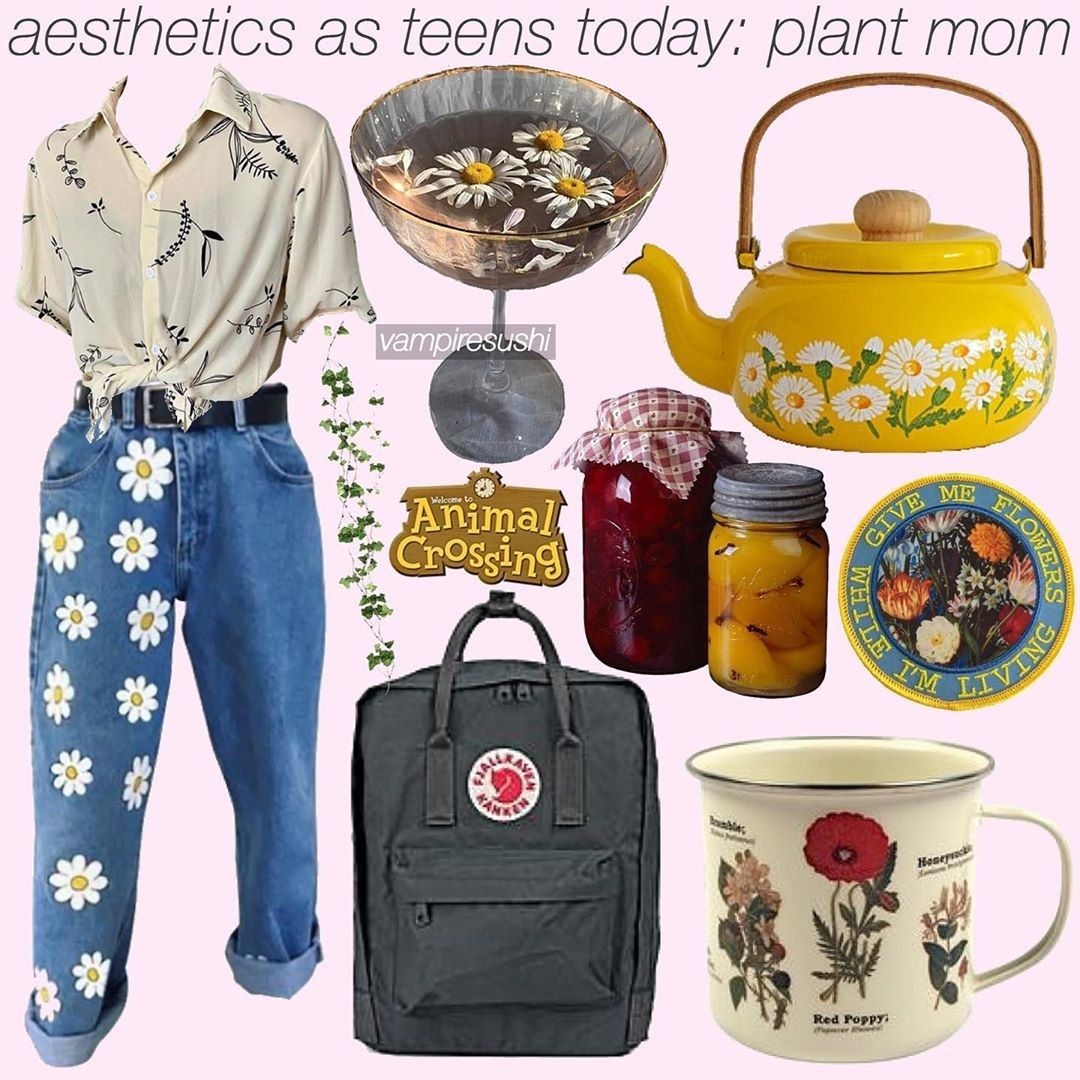 aesthetics as teens today: plant mom
vampiresushi
Welcome to
Animal
Crossing
GIVE ME FLOWERS
WHILE I'M LIVING
FJÄLLRÄVEN
KÅNKEN
Bramble;
Red Poppy;